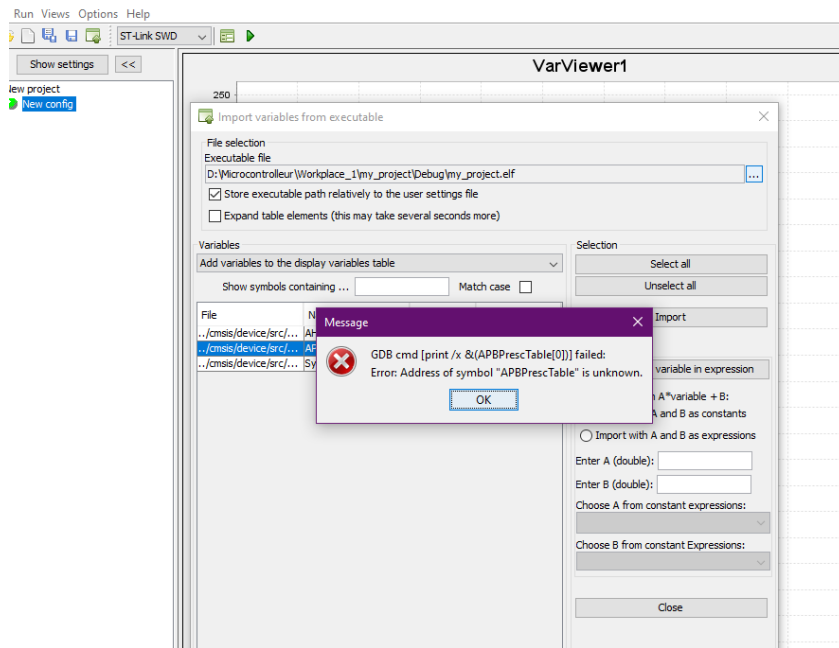 Run Views Options Help
ST-Link SWD
Show settings <<
VarViewer1
New project
New config
250
Import variables from executable
File selection
Executable file
D:\Microcontrolleur\Workplace_1\my_project\Debug\my_project.elf
...
Store executable path relatively to the user settings file
Expand table elements (this may take several seconds more)
Variables
Add variables to the display variables table
Show symbols containing ... Match case
File
../cmsis/device/src/...
../cmsis/device/src/...
../cmsis/device/src/... Sy
Selection
Select all
Unselect all
Import
variable in expression
A*variable + B:
A and B as constants
Import with A and B as expressions
Enter A (double):
Enter B (double):
Choose A from constant expressions:
Choose B from constant Expressions:
Close
Message
GDB cmd [print /x &(APBPrescTable[0])] failed:
Error: Address of symbol "APBPrescTable" is unknown.
OK